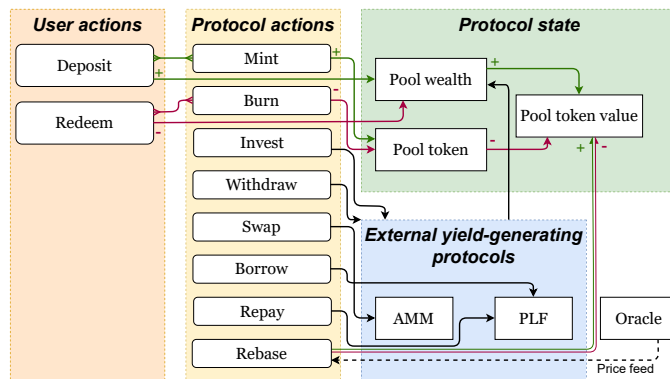 User actions
Protocol actions
Protocol state
Deposit
Mint
Pool wealth
Pool token value
Redeem
Burn
Pool token
Invest
Withdraw
Swap
External yield-generating
protocols
Borrow
Repay
AMM
PLF
Oracle
Rebase
Price feed
+
+
+
-
-
-
+
-